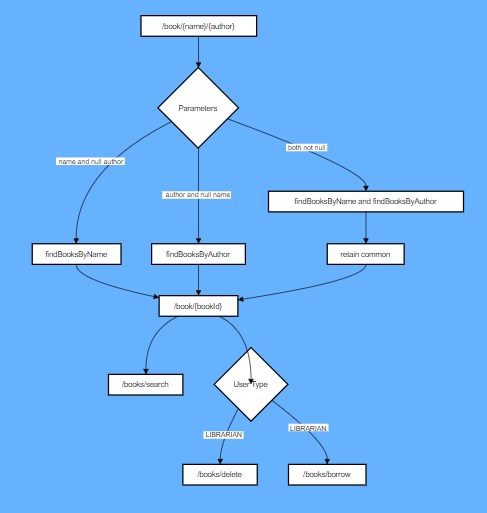 /book/{name}/{author}
Parameters
both not null
name and null author
author and null name
findBooksByName and findBooksByAuthor
findBooksByName
findBooksByAuthor
retain common
/book/{bookId}
/books/search
User Type
LIBRARIAN
LIBRARIAN
/books/delete
/books/borrow